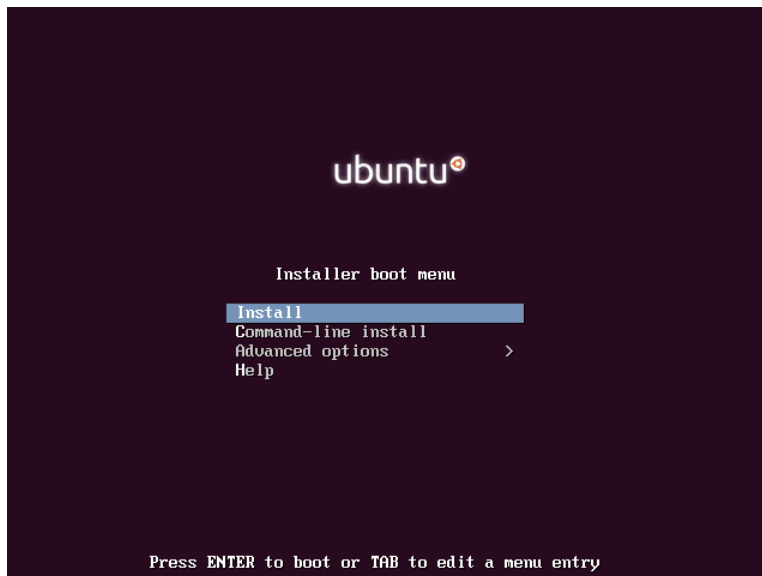 ubuntu
Installer boot menu
Install
Command-line install
Advanced options >
Help
Press ENTER to boot or TAB to edit a menu entry